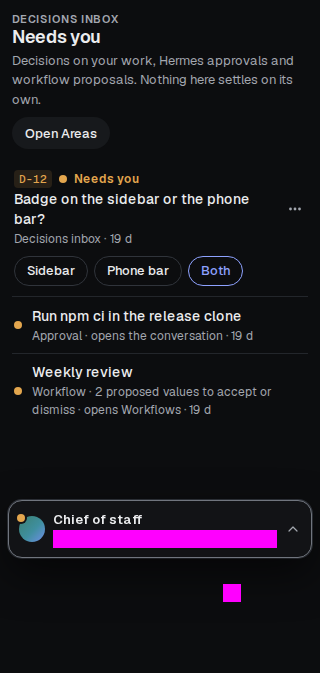 DECISIONS INBOX
Needs you
Decisions on your work, Hermes approvals and
workflow proposals. Nothing here settles on its
own.
Open Areas
D-12 Needs you
Badge on the sidebar or the phone
bar?
Decisions inbox · 19 d
Sidebar Phone bar Both
Run npm ci in the release clone
Approval · opens the conversation · 19 d
Weekly review
Workflow · 2 proposed values to accept or
dismiss · opens Workflows · 19 d
Chief of staff